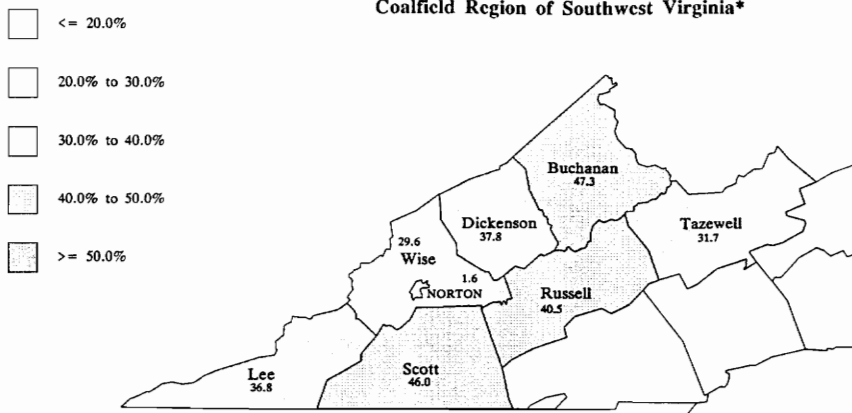 Coalfield Region of Southwest Virginia*
<= 20.0%
20.0% to 30.0%
30.0% to 40.0%
40.0% to 50.0%
>= 50.0%
Buchanan
47.3
Dickenson
37.8
Tazewell
31.7
29.6
Wise
1.6
NORTON
Russell
40.5
Lee
36.8
Scott
46.0